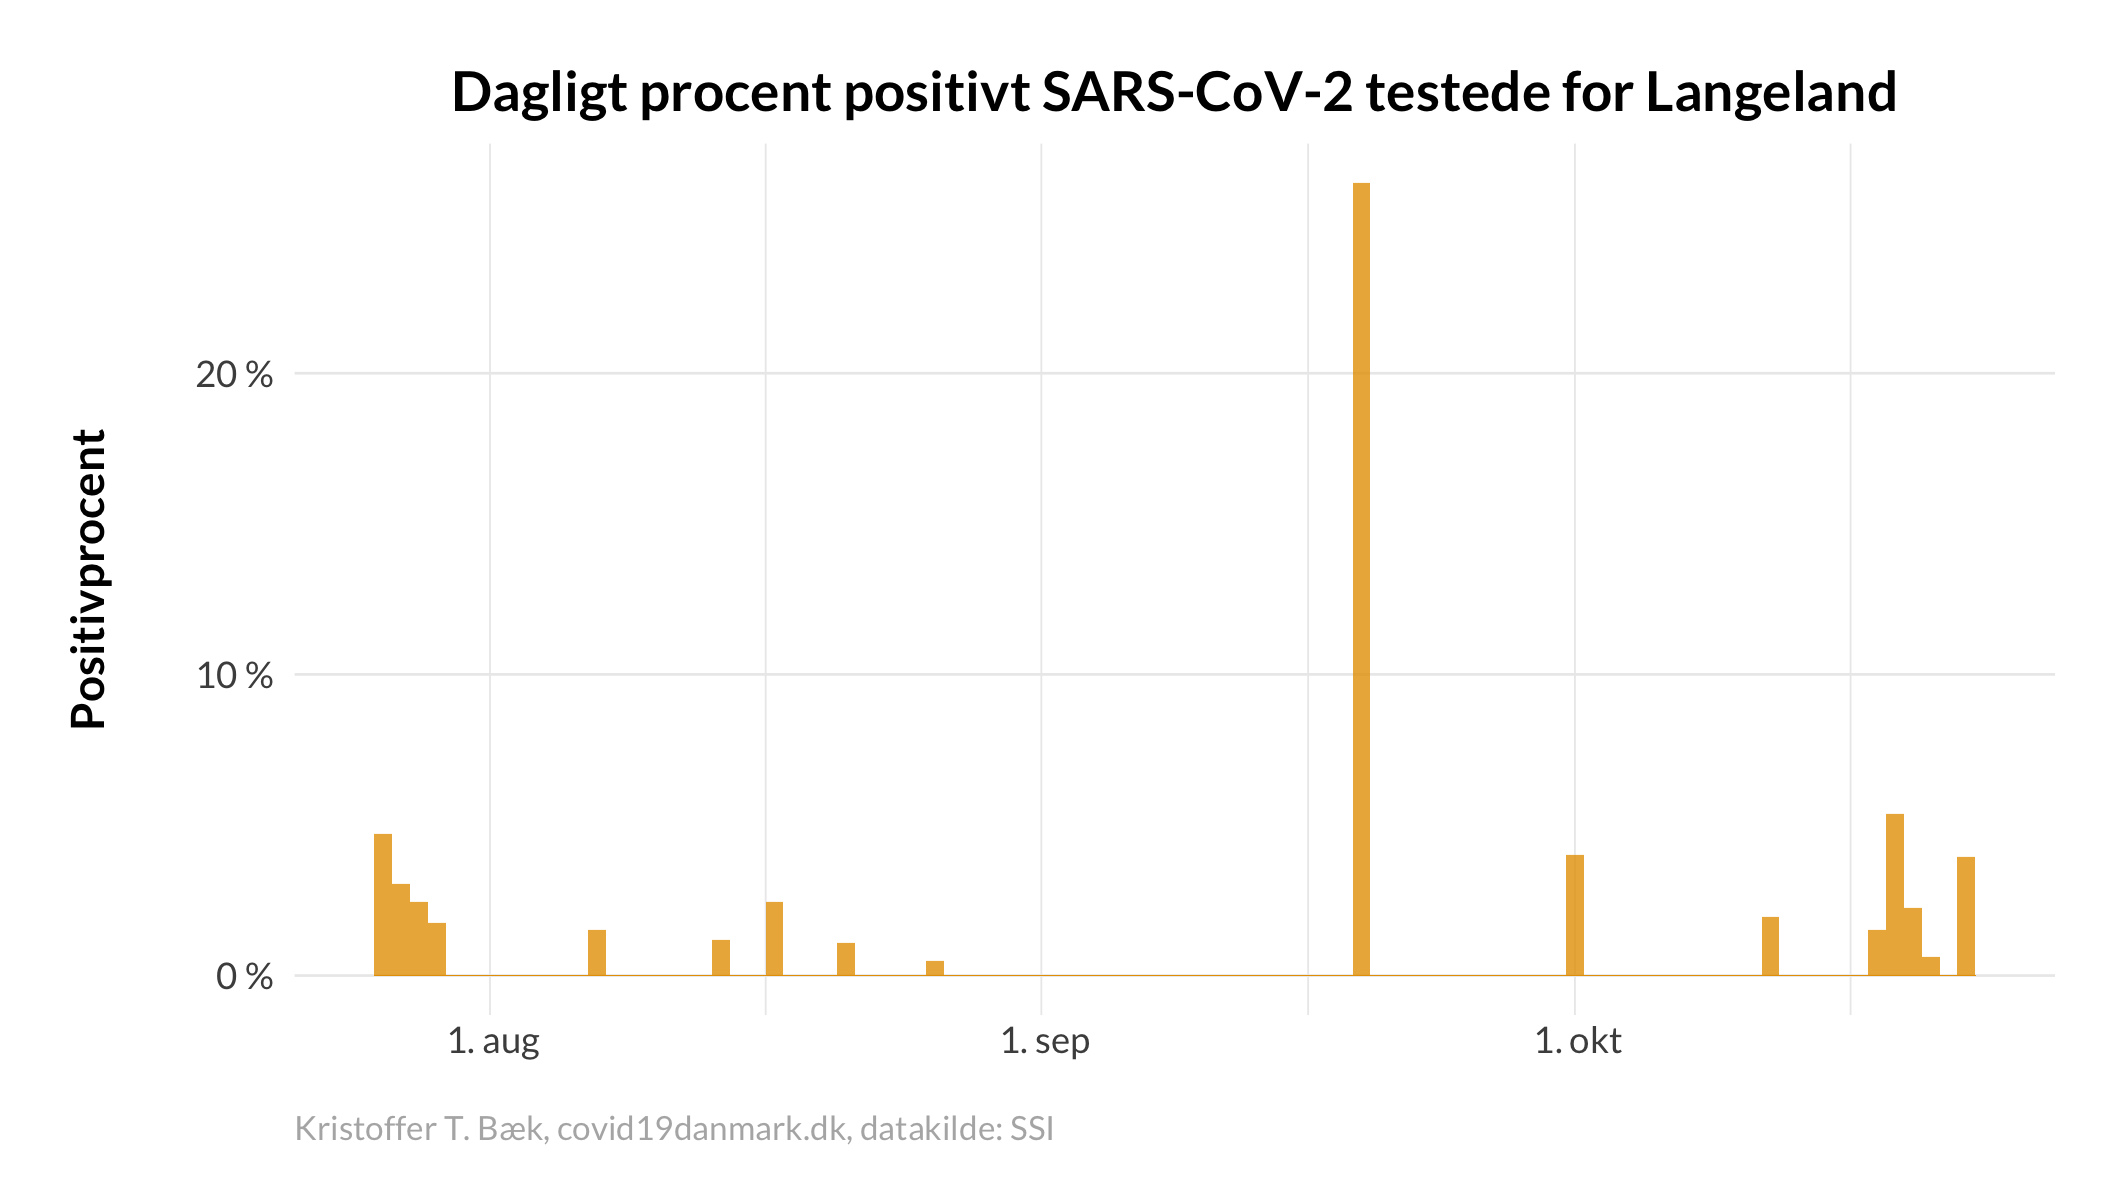 Dagligt procent positivt SARS-CoV-2 testede for Langeland
Positivprocent
20 %
10 %
0 %
1. aug
1. sep
1. okt
Kristoffer T. Bæk, covid19danmark.dk, datakilde: SSI